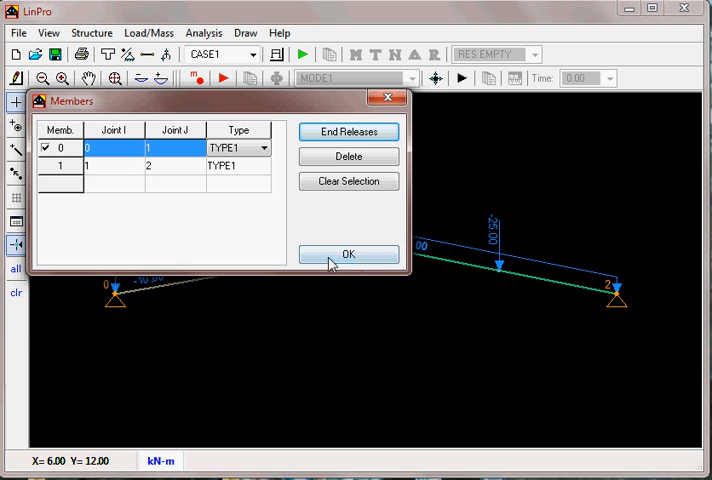 LinPro
File View Structure Load/Mass Analysis Draw Help
CASE1 M T N A R RES EMPTY
m MODE1 Time: 0.00
Members
Memb. Joint I Joint J Type
0 0 1 TYPE1
1 1 2 TYPE1
End Releases
Delete
Clear Selection
OK
all
clr
00
-25.00
0
2
X= 6.00 Y= 12.00 kN-m